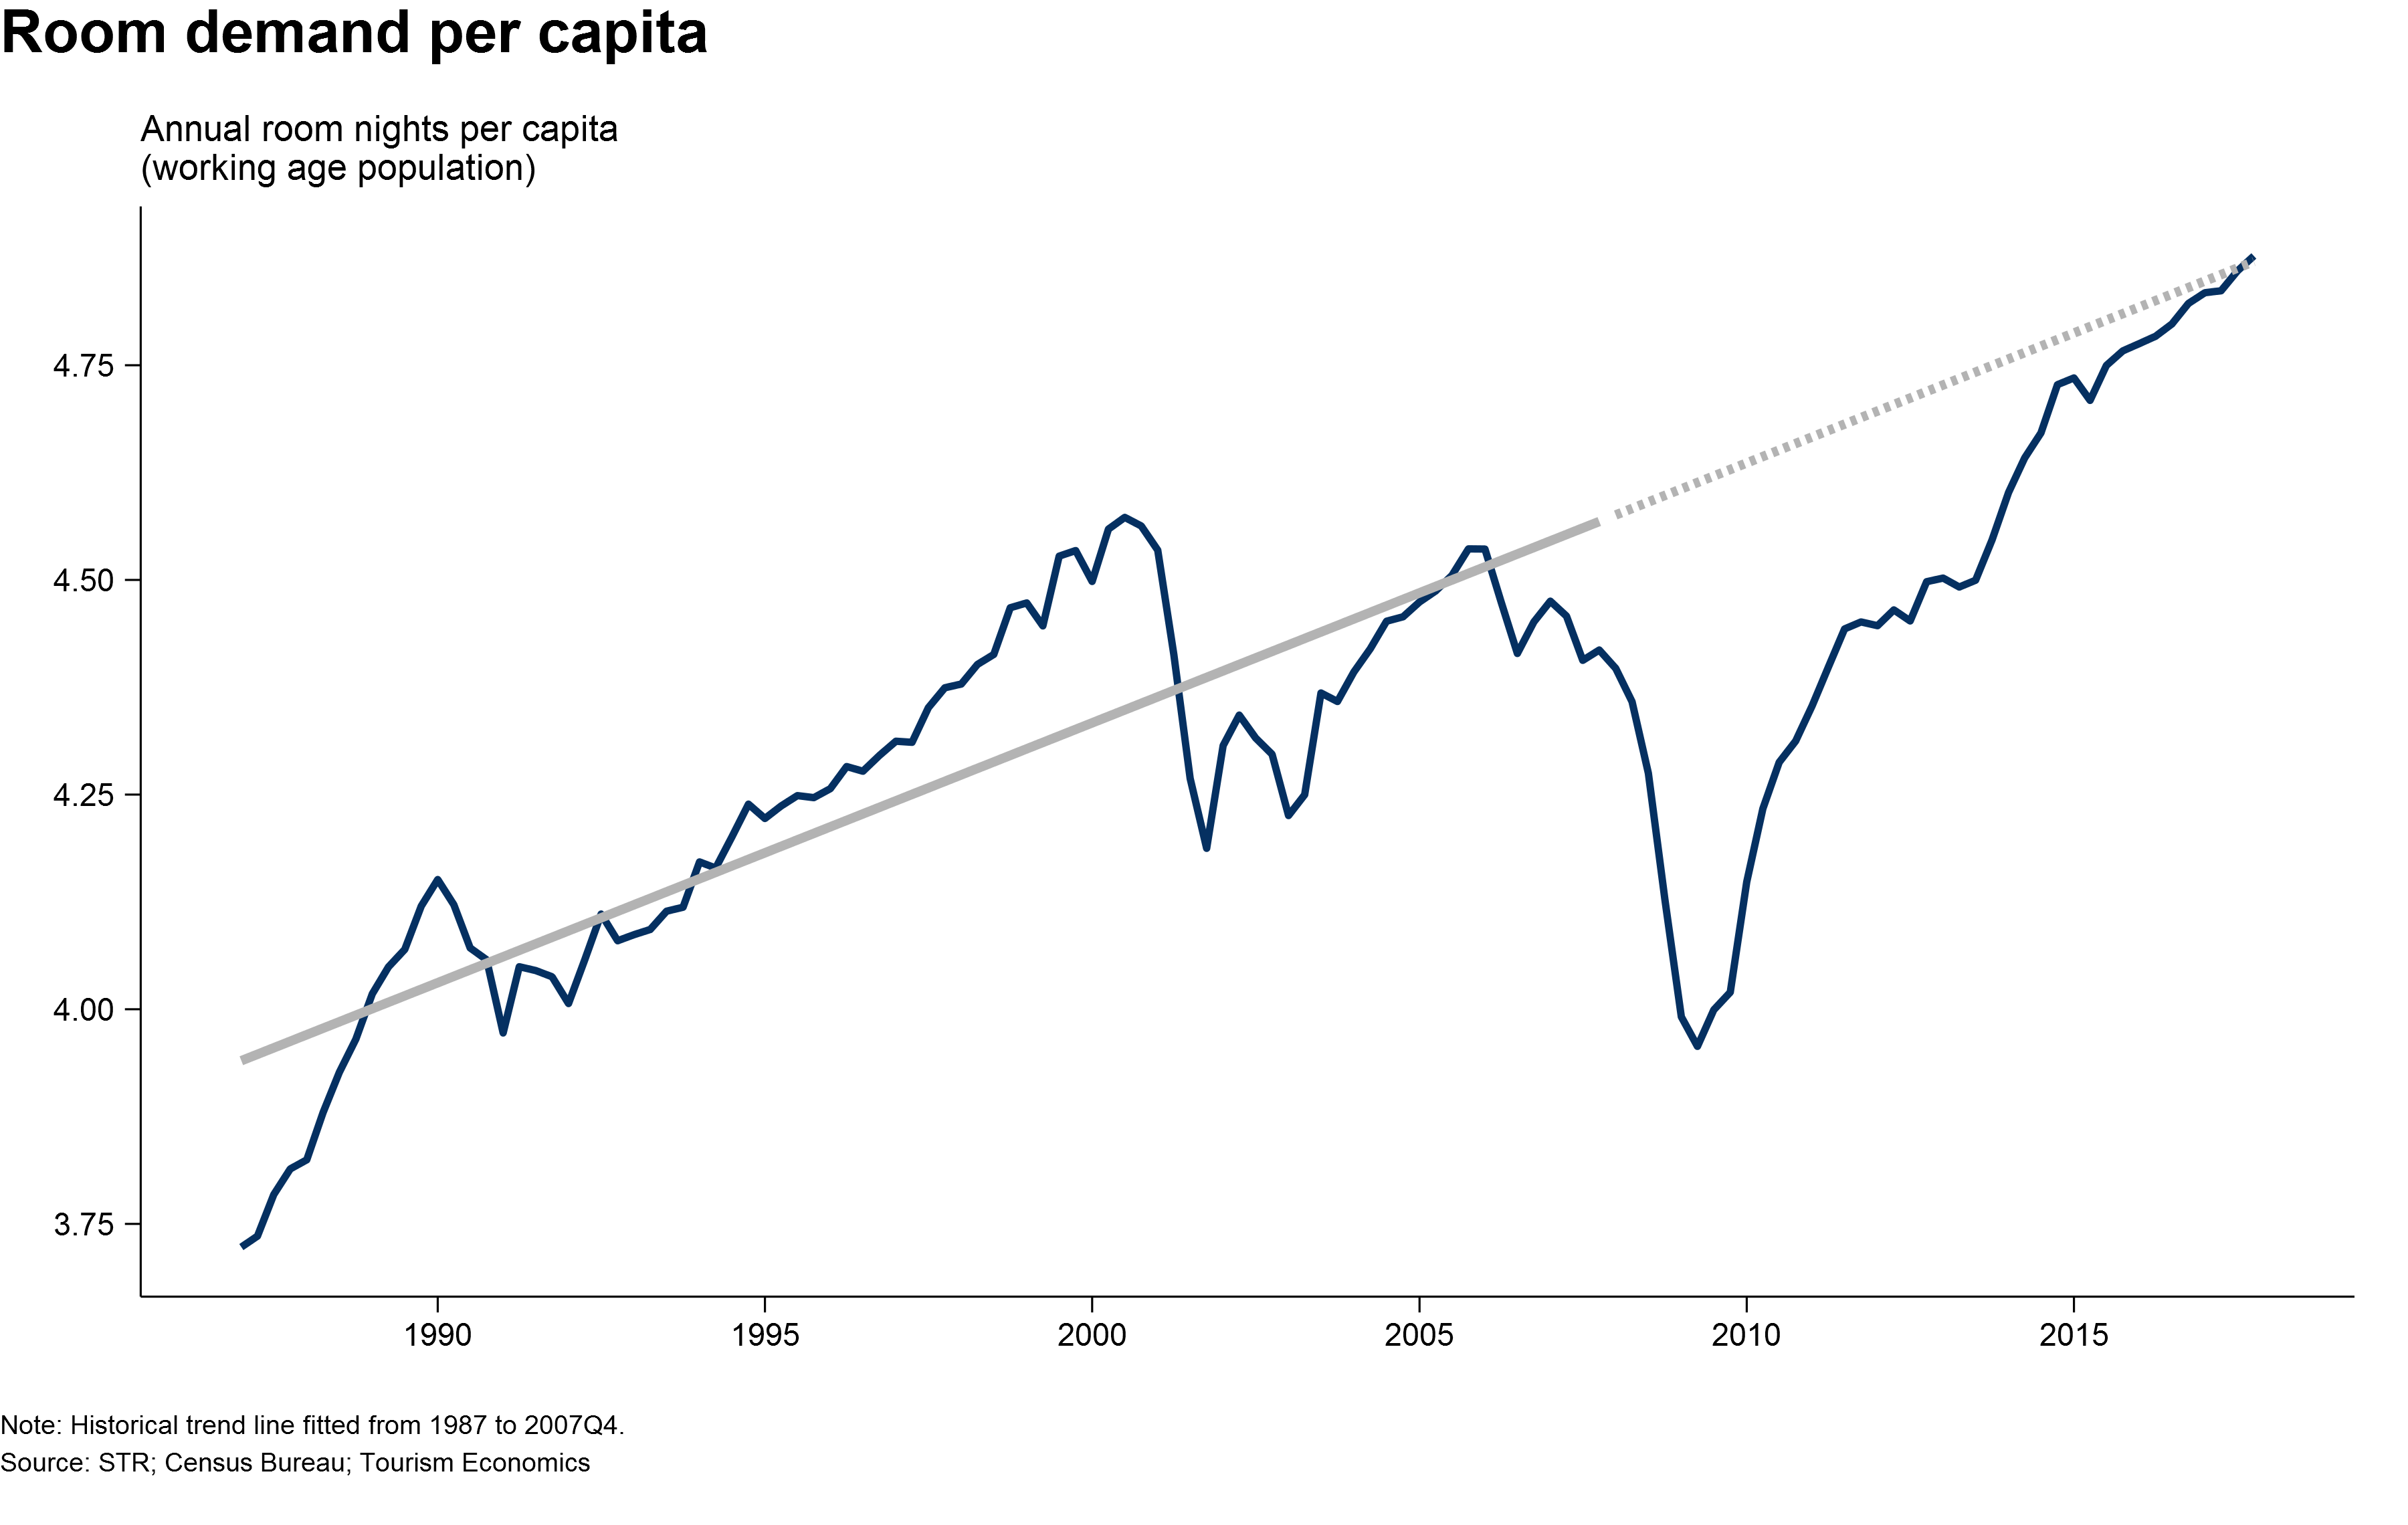 Room demand per capita
Annual room nights per capita
(working age population)
4.75
4.50
4.25
4.00
3.75
1990 1995 2000 2005 2010 2015
Note: Historical trend line fitted from 1987 to 2007Q4.
Source: STR; Census Bureau; Tourism Economics